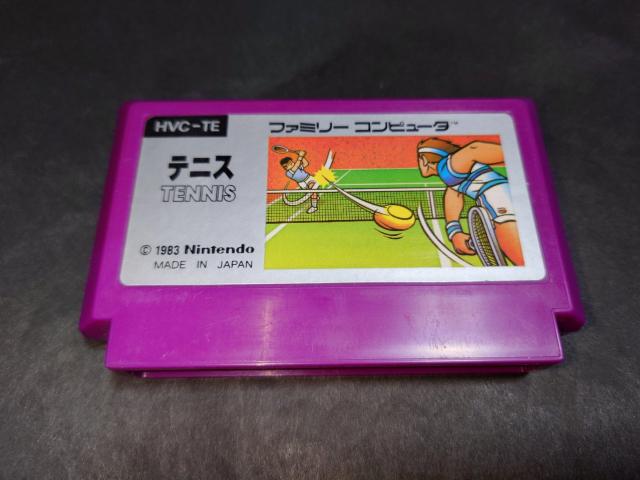 HVC-TE
ファミリー コンピュータ™
テニス
TENNIS
© 1983 Nintendo
MADE IN JAPAN